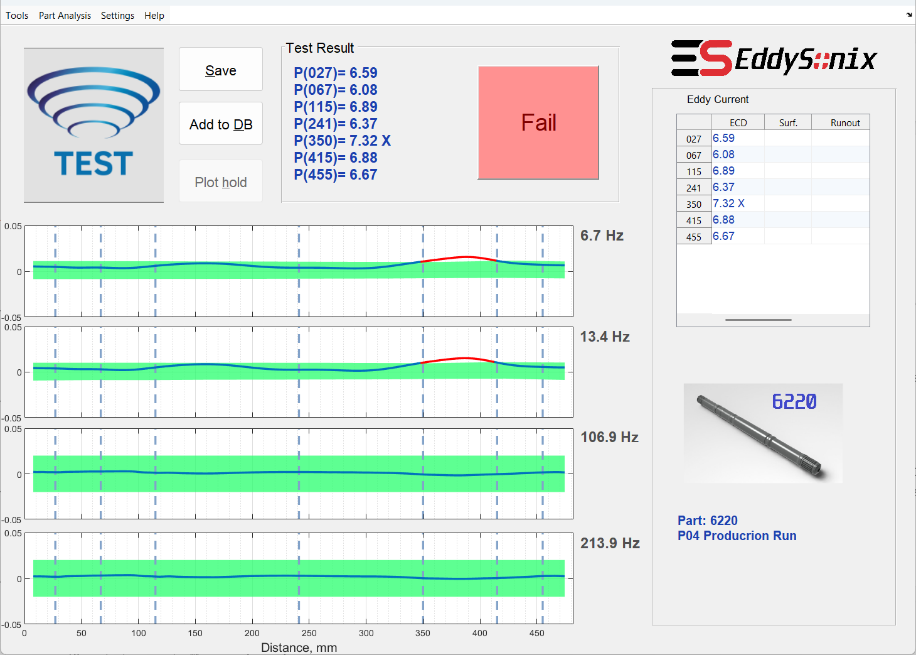 Tools Part Analysis Settings Help
TEST
Save
Add to DB
Plot hold
Test Result
P(027)= 6.59
P(067)= 6.08
P(115)= 6.89
P(241)= 6.37
P(350)= 7.32 X
P(415)= 6.88
P(455)= 6.67
Fail
ES EddySonix
Eddy Current
ECD Surf. Runout
027 6.59
067 6.08
115 6.89
241 6.37
350 7.32 X
415 6.88
455 6.67
6220
Part: 6220
P04 Producrion Run
0.05
0
-0.05
6.7 Hz
0.05
0
-0.05
13.4 Hz
0.05
0
-0.05
106.9 Hz
0.05
0
-0.05
213.9 Hz
0 50 100 150 200 250 300 350 400 450
Distance, mm